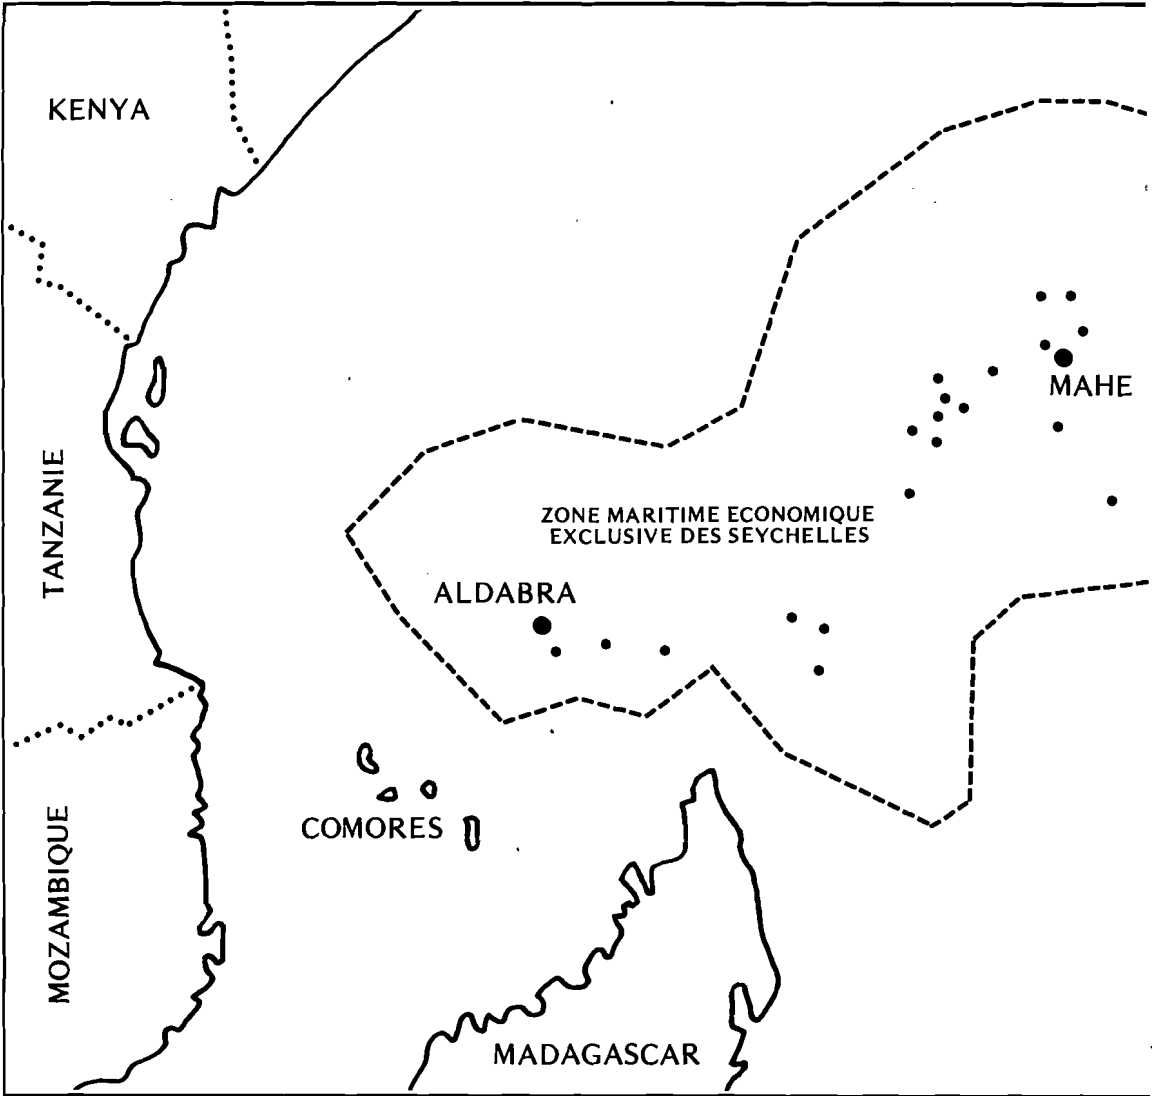 KENYA
MAHE
TANZANIE
ZONE MARITIME ECONOMIQUE
EXCLUSIVE DES SEYCHELLES
ALDABRA
COMORES
MOZAMBIQUE
MADAGASCAR